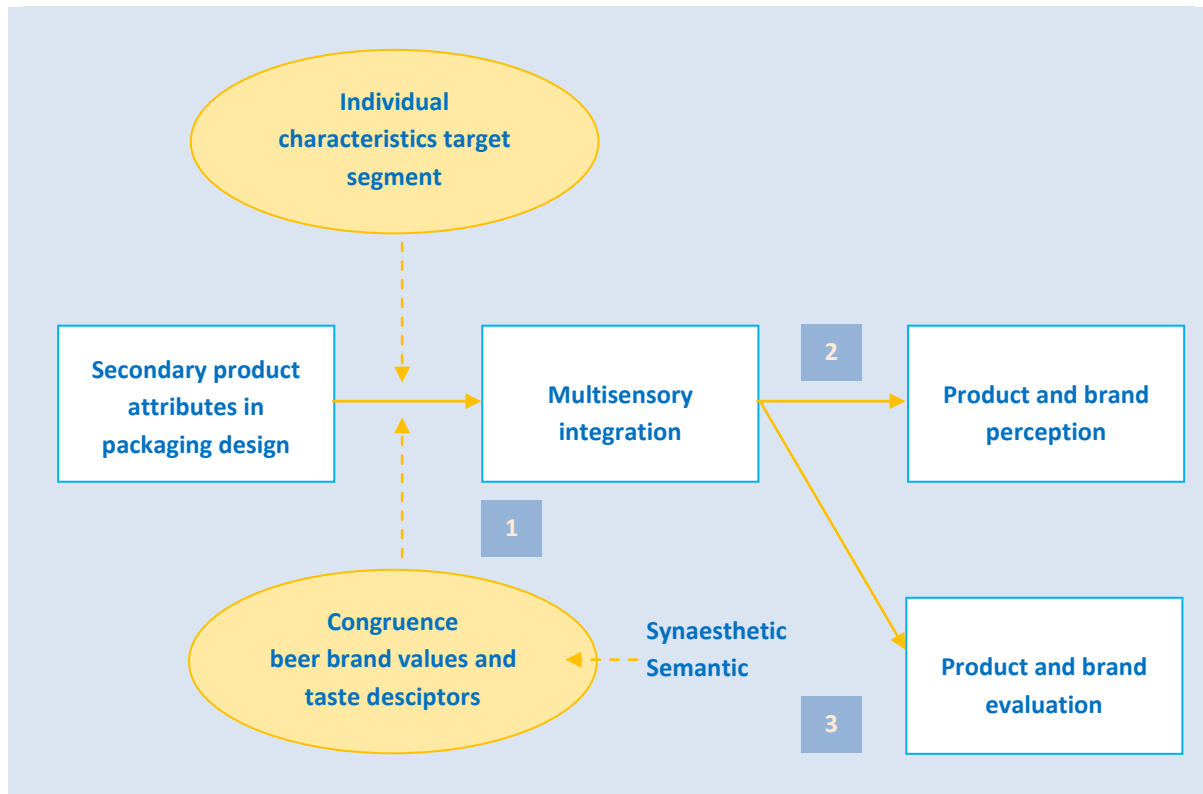 Individual
characteristics target
segment
Secondary product
attributes in
packaging design
Multisensory
integration
2
Product and brand
perception
1
Congruence
beer brand values and
taste desciptors
Synaesthetic
Semantic
3
Product and brand
evaluation